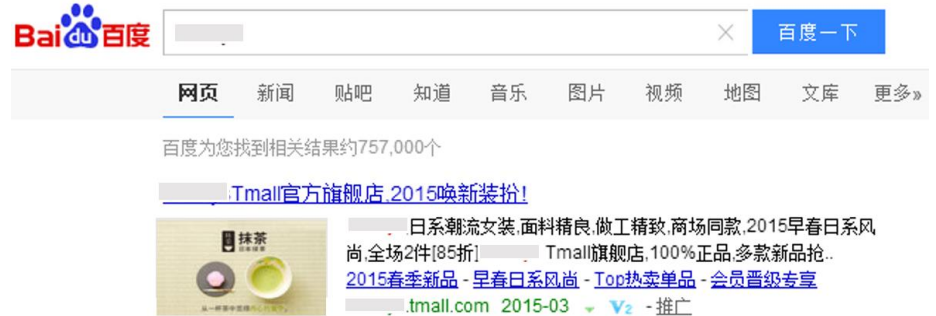 Bai du 百度
百度一下
网页 新闻 贴吧 知道 音乐 图片 视频 地图 文库 更多»
百度为您找到相关结果约757,000个
Tmall官方旗舰店,2015唤新装扮!
抹茶
日系潮流女装,面料精良,做工精致,商场同款,2015早春日系风
尚,全场2件[85折] Tmall旗舰店,100%正品,多款新品抢..
2015春季新品 - 早春日系风尚 - Top热卖单品 - 会员晋级专享
.tmall.com 2015-03 V2 - 推广